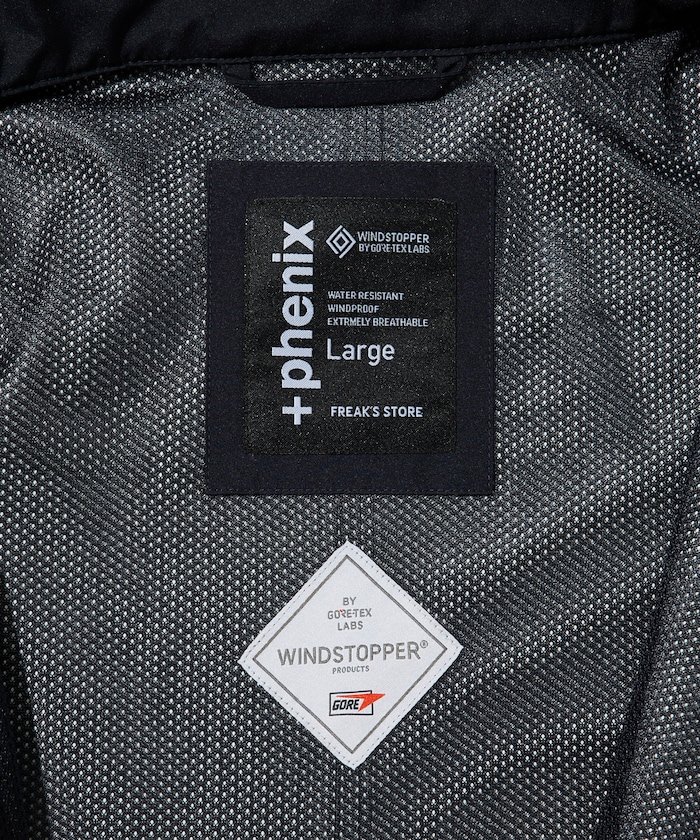 +phenix
WINDSTOPPER
BY GORE-TEX LABS
WATER RESISTANT
WINDPROOF
EXTRMELY BREATHABLE
Large
FREAK'S STORE
BY
GORE-TEX
LABS
WINDSTOPPER®
PRODUCTS
GORE